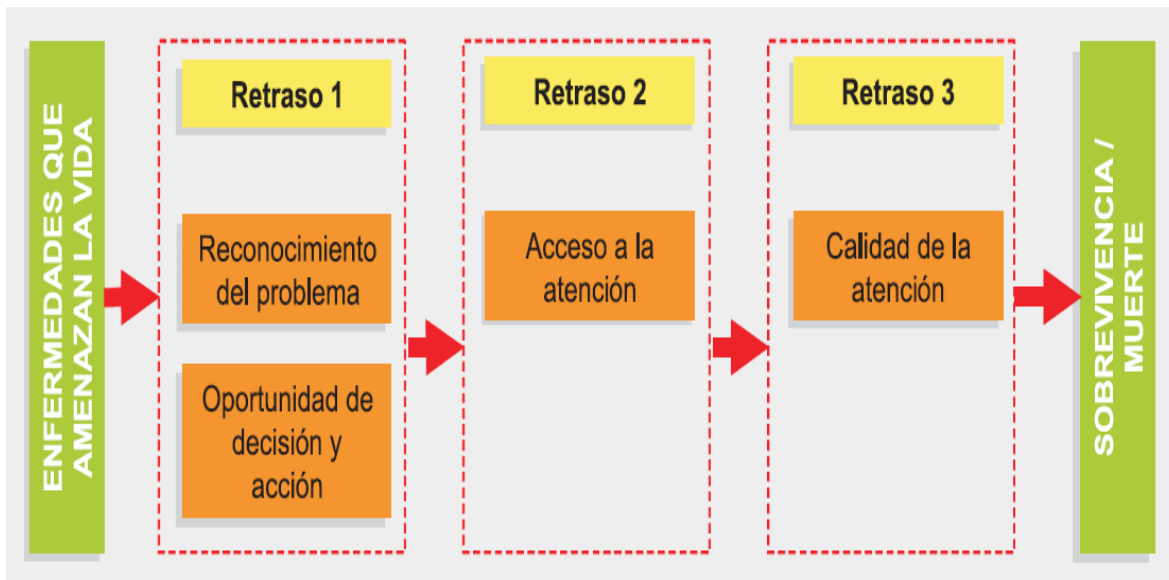 ENFERMEDADES QUE
AMENAZAN LA VIDA
Retraso 1
Reconocimiento
del problema
Oportunidad de
decisión y
acción
Retraso 2
Acceso a la
atención
Retraso 3
Calidad de la
atención
SOBREVIVENCIA /
MUERTE